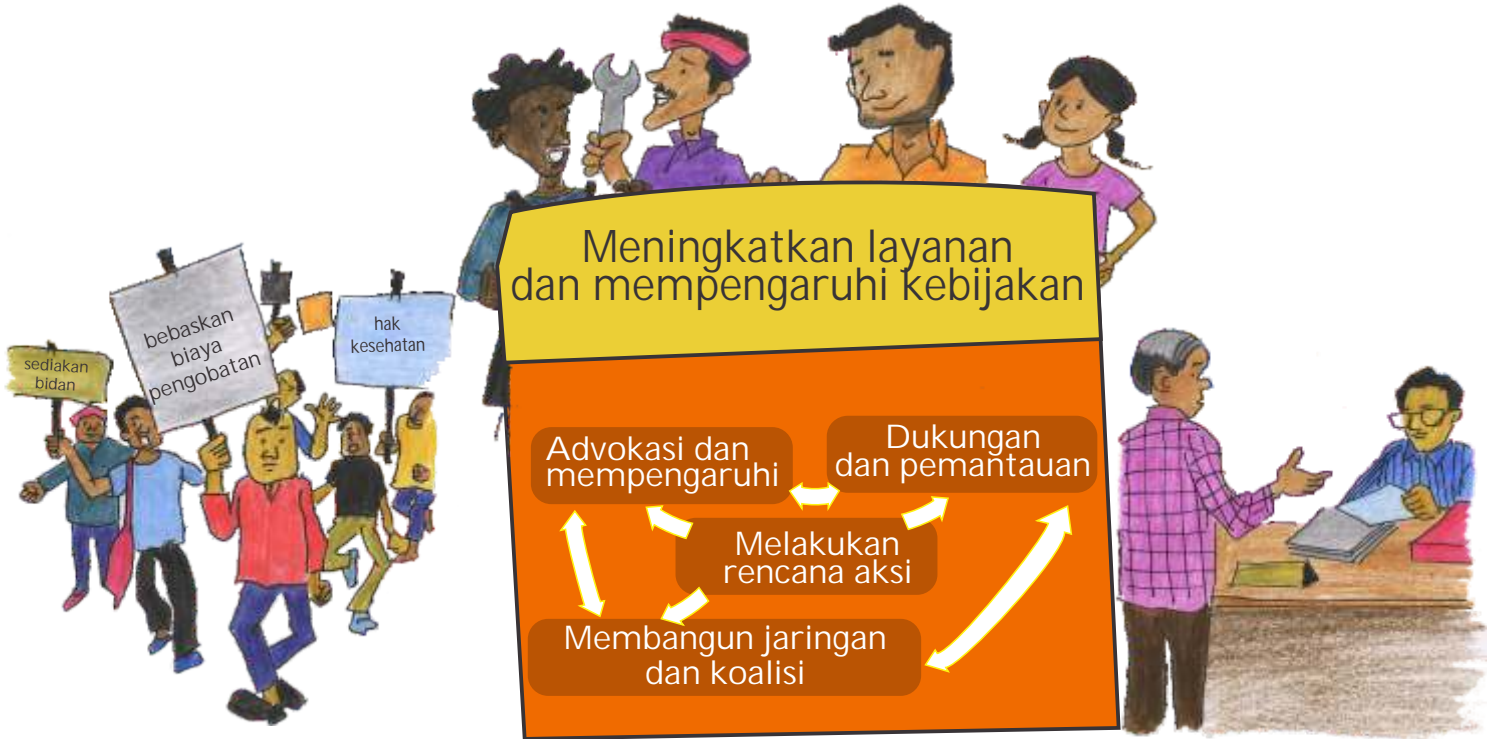 Meningkatkan layanan
dan mempengaruhi kebijakan
bebaskan
biaya
pengobatan
hak
kesehatan
sediakan
bidan
Advokasi dan
mempengaruhi
Dukungan
dan pemantauan
Melakukan
rencana aksi
Membangun jaringan
dan koalisi